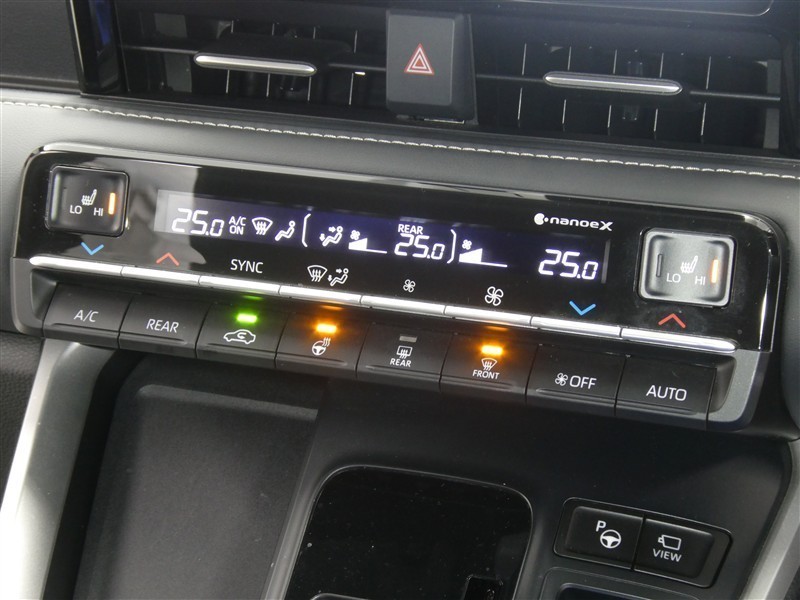 nanoeX
LO HI
25.0 A/C ON REAR 25.0 25.0
LO HI
SYNC
A/C REAR REAR FRONT OFF AUTO
P VIEW